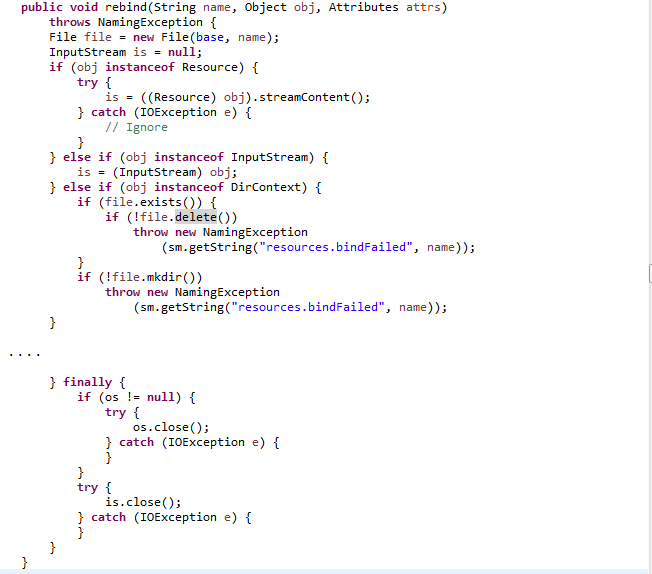 public void rebind(String name, Object obj, Attributes attrs)
throws NamingException {
File file = new File(base, name);
InputStream is = null;
if (obj instanceof Resource) {
try {
is = ((Resource) obj).streamContent();
} catch (IOException e) {
// Ignore
}
} else if (obj instanceof InputStream) {
is = (InputStream) obj;
} else if (obj instanceof DirContext) {
if (file.exists()) {
if (!file.delete())
throw new NamingException
(sm.getString("resources.bindFailed", name));
}
if (!file.mkdir())
throw new NamingException
(sm.getString("resources.bindFailed", name));
}
....
} finally {
if (os != null) {
try {
os.close();
} catch (IOException e) {
}
}
try {
is.close();
} catch (IOException e) {
}
}
}